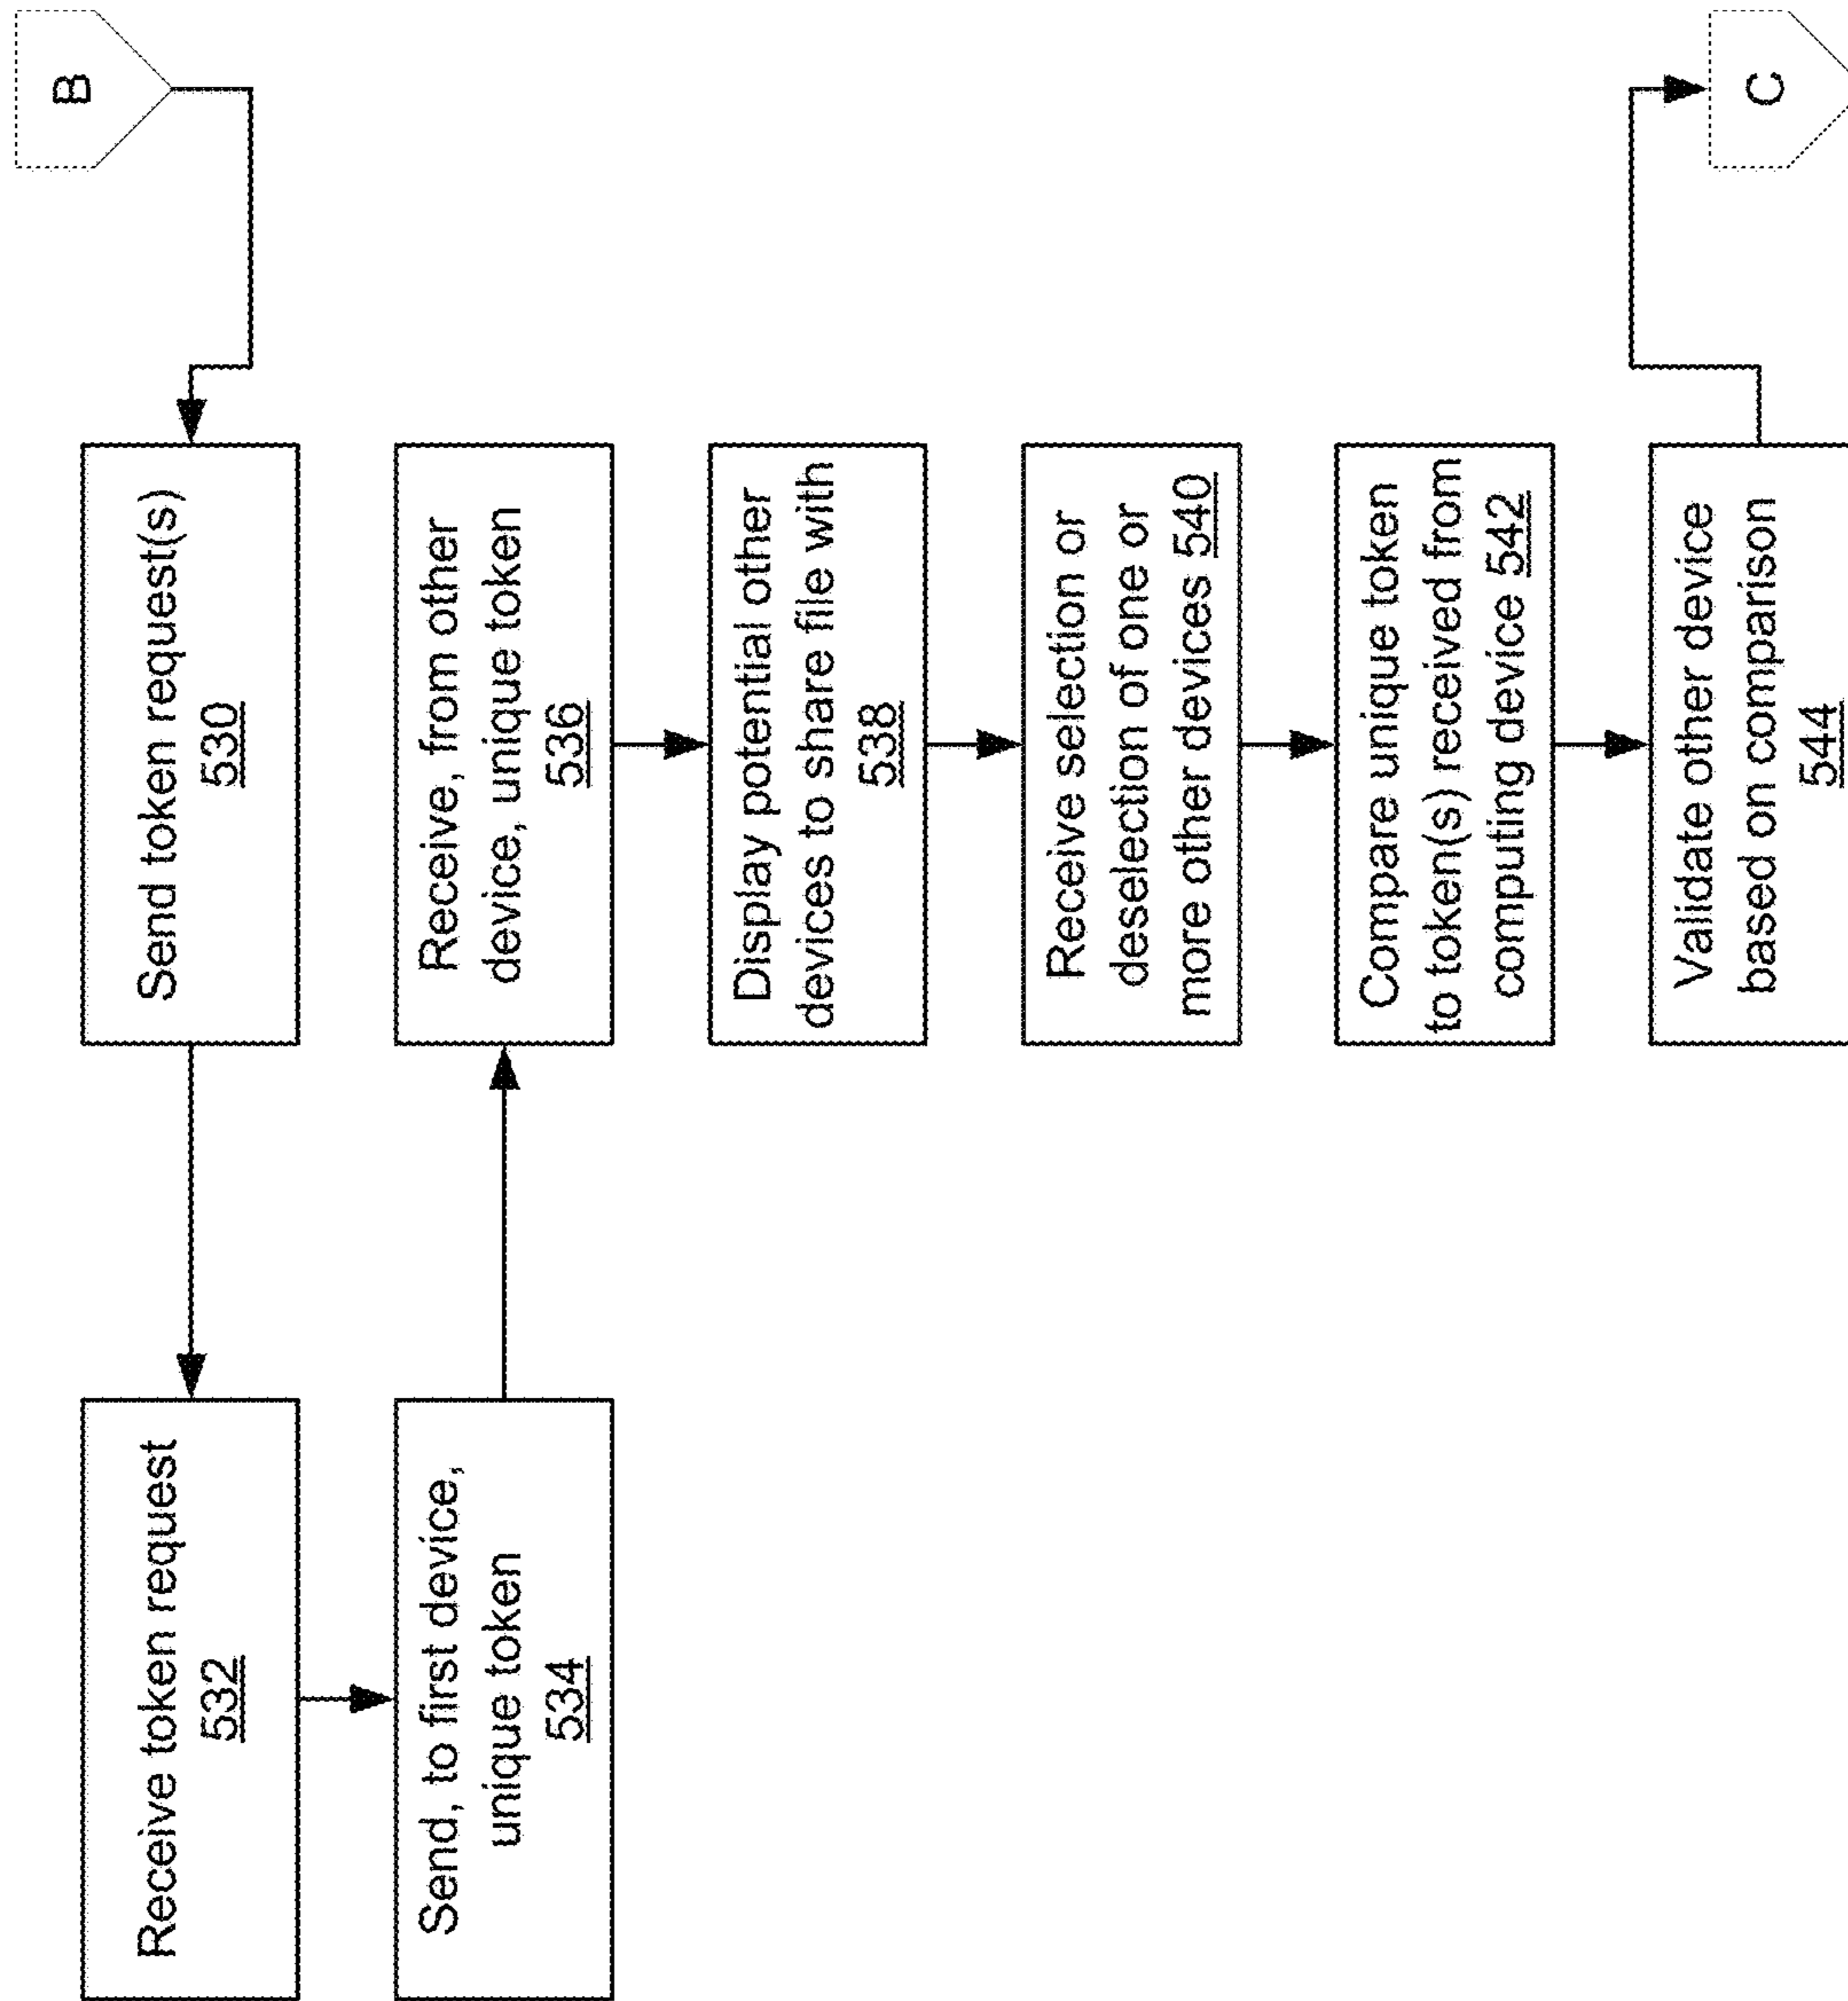 B
Receive token request
532
Send token request(s)
530
Send, to first device,
unique token
534
Receive, from other
device, unique token
536
Display potential other
devices to share file with
538
Receive selection or
deselection of one or
more other devices 540
Compare unique token
to token(s) received from
computing device 542
Validate other device
based on comparison
544
C